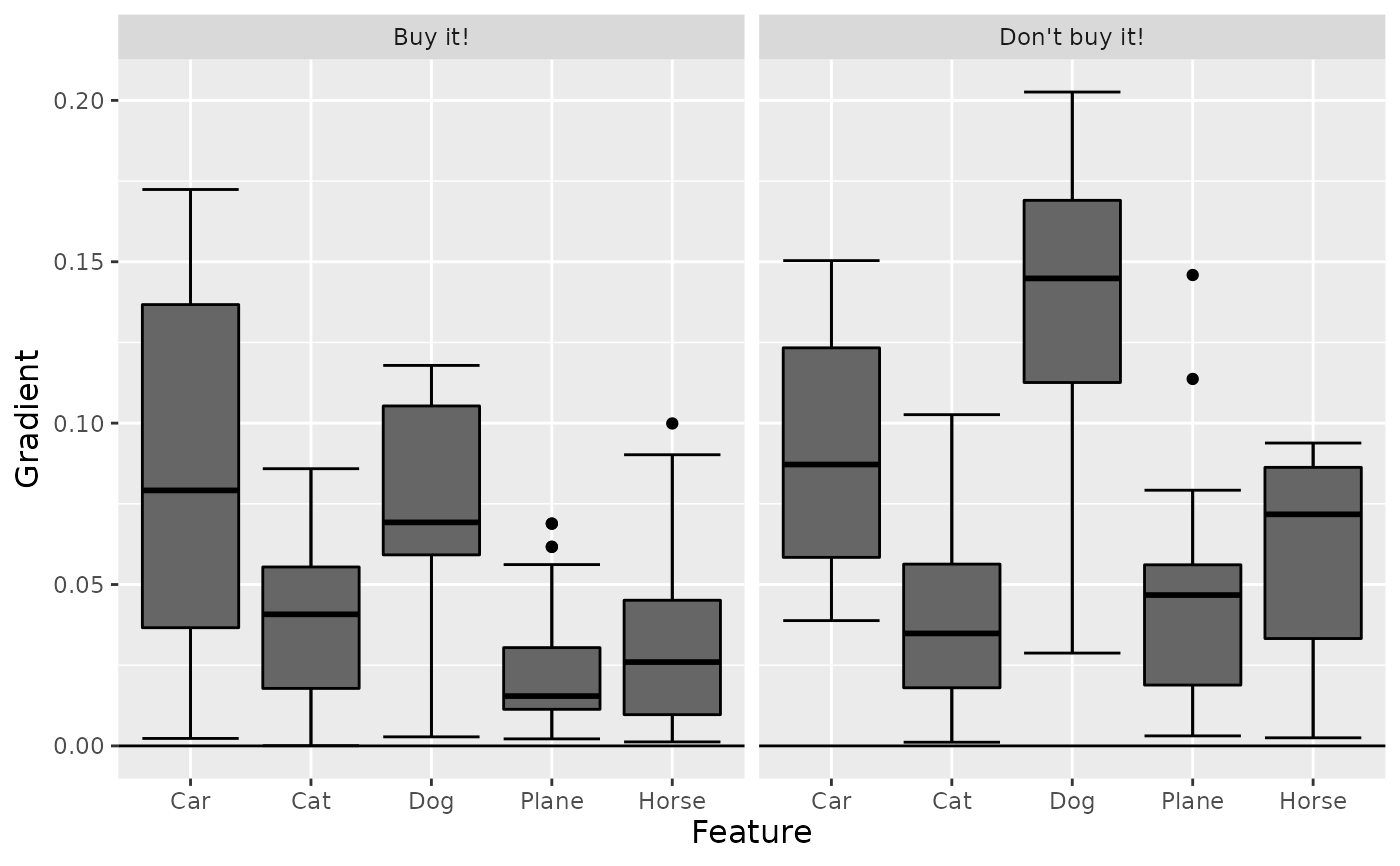 Buy it!
Don't buy it!
0.20
0.15
0.10
0.05
0.00
Gradient
Car Cat Dog Plane Horse
Car Cat Dog Plane Horse
Feature